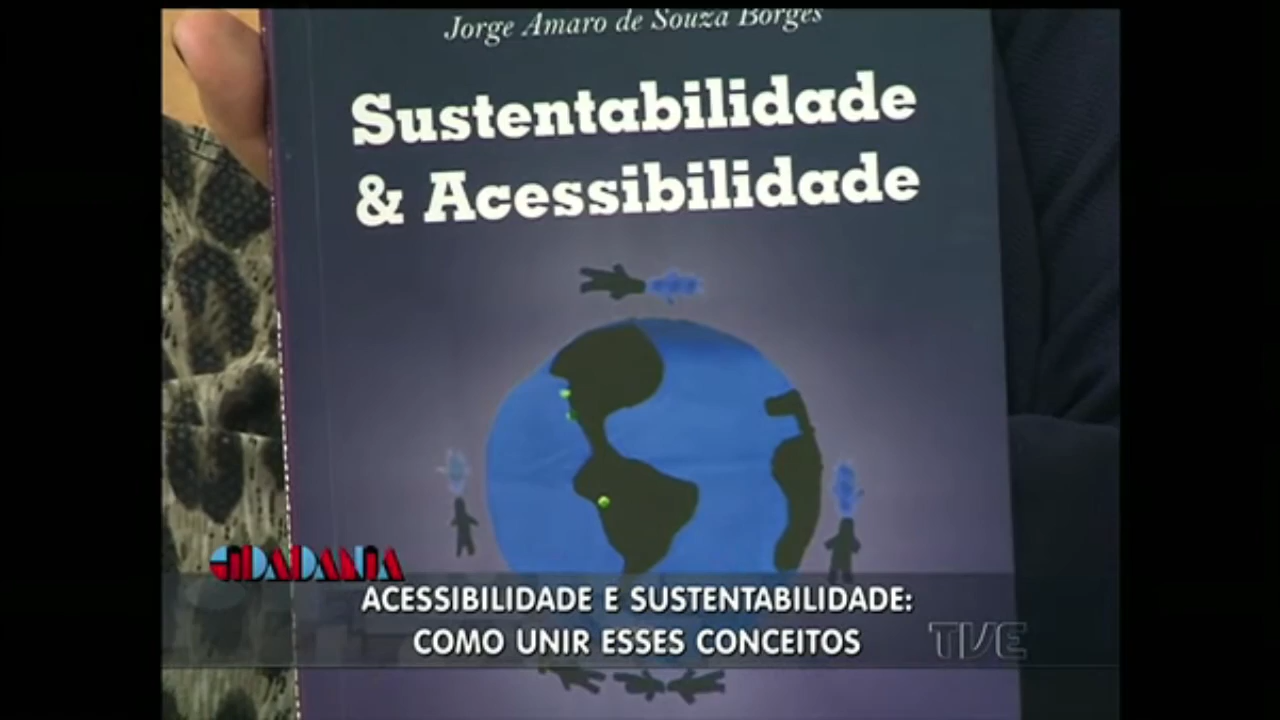 Jorge Amaro de Souza Borges
Sustentabilidade
& Acessibilidade
CIDADANIA
ACESSIBILIDADE E SUSTENTABILIDADE:
COMO UNIR ESSES CONCEITOS
TVE